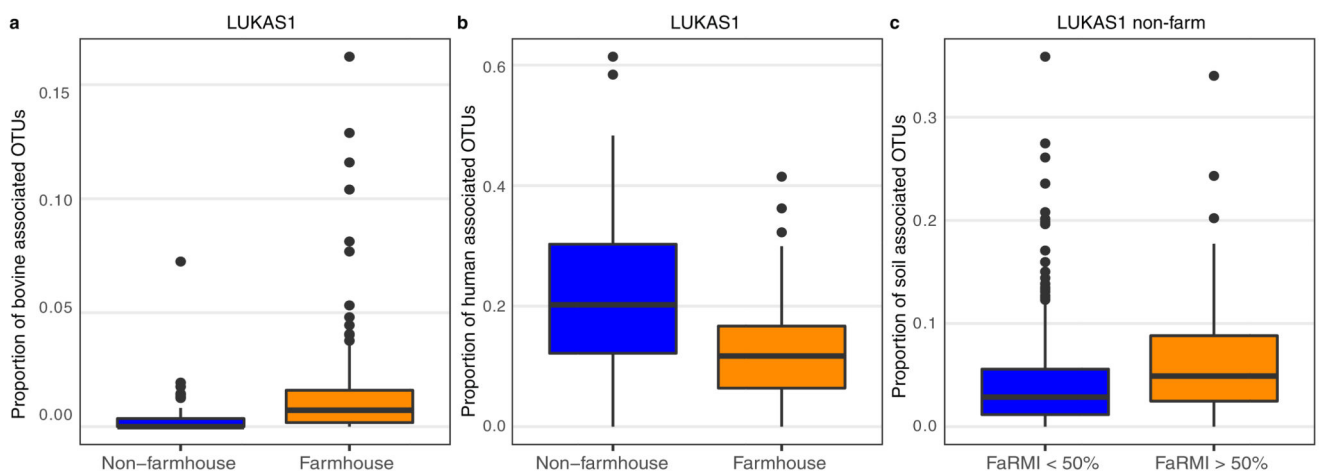 a
LUKAS1
Proportion of bovine associated OTUs
0.15
0.10
0.05
0.00
Non−farmhouse
Farmhouse
b
LUKAS1
Proportion of human associated OTUs
0.6
0.4
0.2
0.0
Non−farmhouse
Farmhouse
c
LUKAS1 non-farm
Proportion of soil associated OTUs
0.3
0.2
0.1
0.0
FaRMI < 50%
FaRMI > 50%